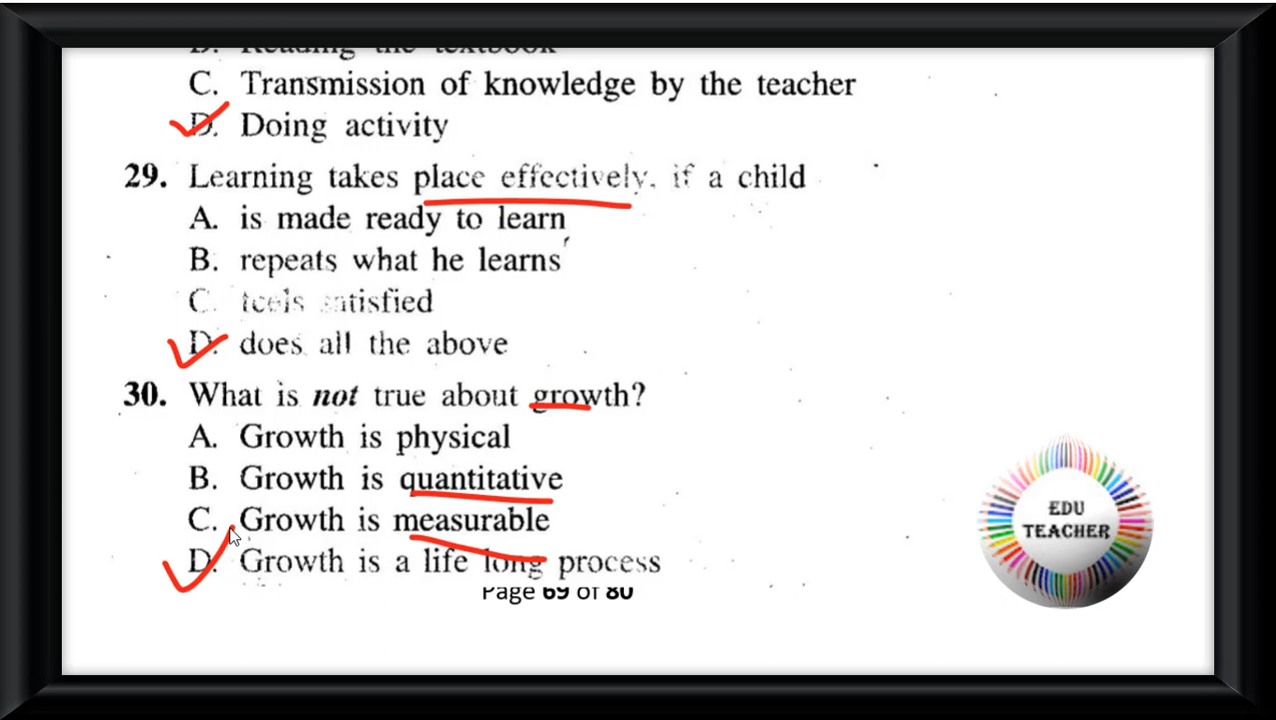 B. Reading the textbook
C. Transmission of knowledge by the teacher
D. Doing activity
29. Learning takes place effectively, if a child
A. is made ready to learn
B. repeats what he learns
C. feels satisfied
D. does all the above
30. What is not true about growth?
A. Growth is physical
B. Growth is quantitative
C. Growth is measurable
D. Growth is a life long process
Page 69 of 80
EDU
TEACHER